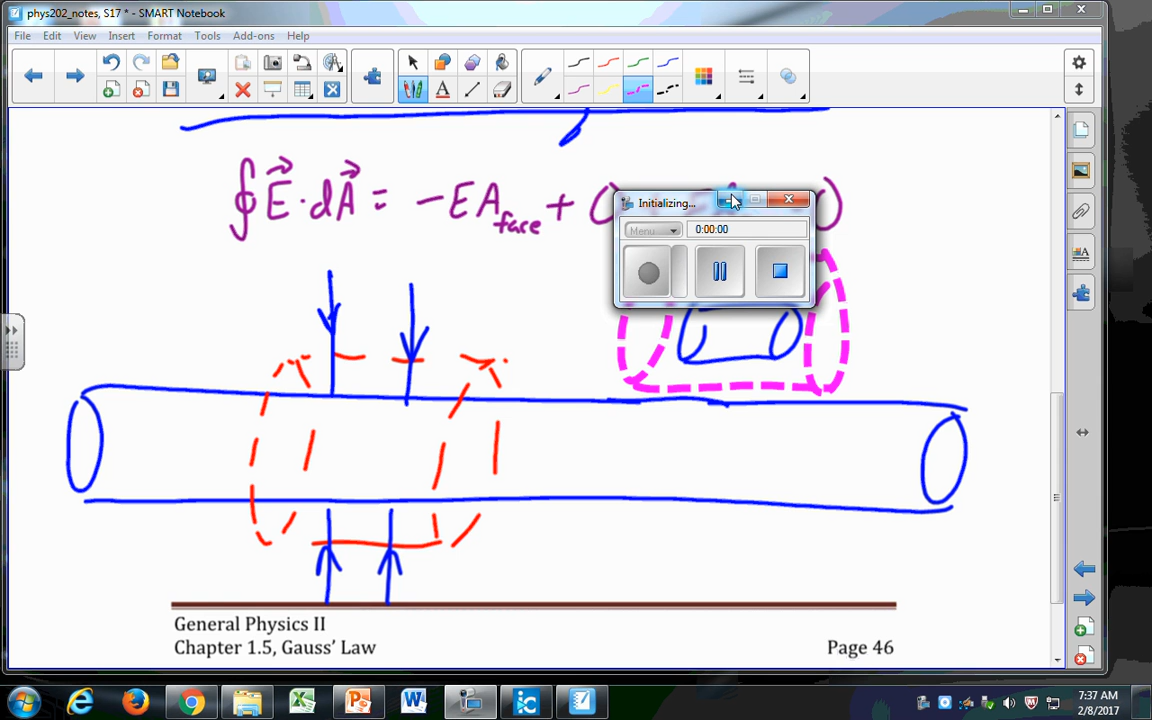 phys202_notes, S17 * - SMART Notebook
File Edit View Insert Format Tools Add-ons Help
∮E⃗·dA⃗ = -EA_face +
Initializing...
Menu 0:00:00
General Physics II
Chapter 1.5, Gauss’ Law Page 46
7:37 AM
2/8/2017